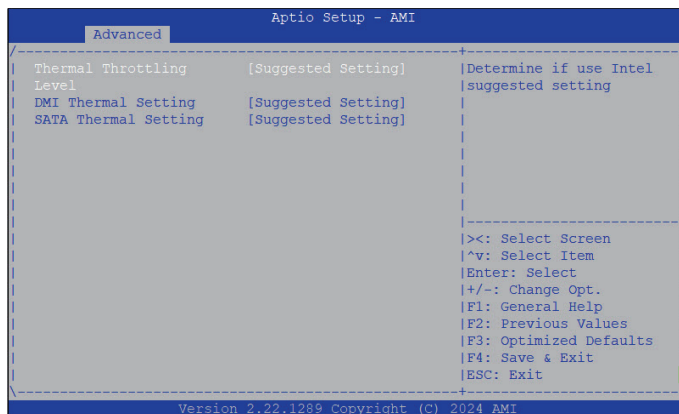 Aptio Setup - AMI
Advanced
Thermal Throttling [Suggested Setting]
Level
DMI Thermal Setting [Suggested Setting]
SATA Thermal Setting [Suggested Setting]
Determine if use Intel
suggested setting
><: Select Screen
^v: Select Item
Enter: Select
+/-: Change Opt.
F1: General Help
F2: Previous Values
F3: Optimized Defaults
F4: Save & Exit
ESC: Exit
Version 2.22.1289 Copyright (C) 2024 AMI